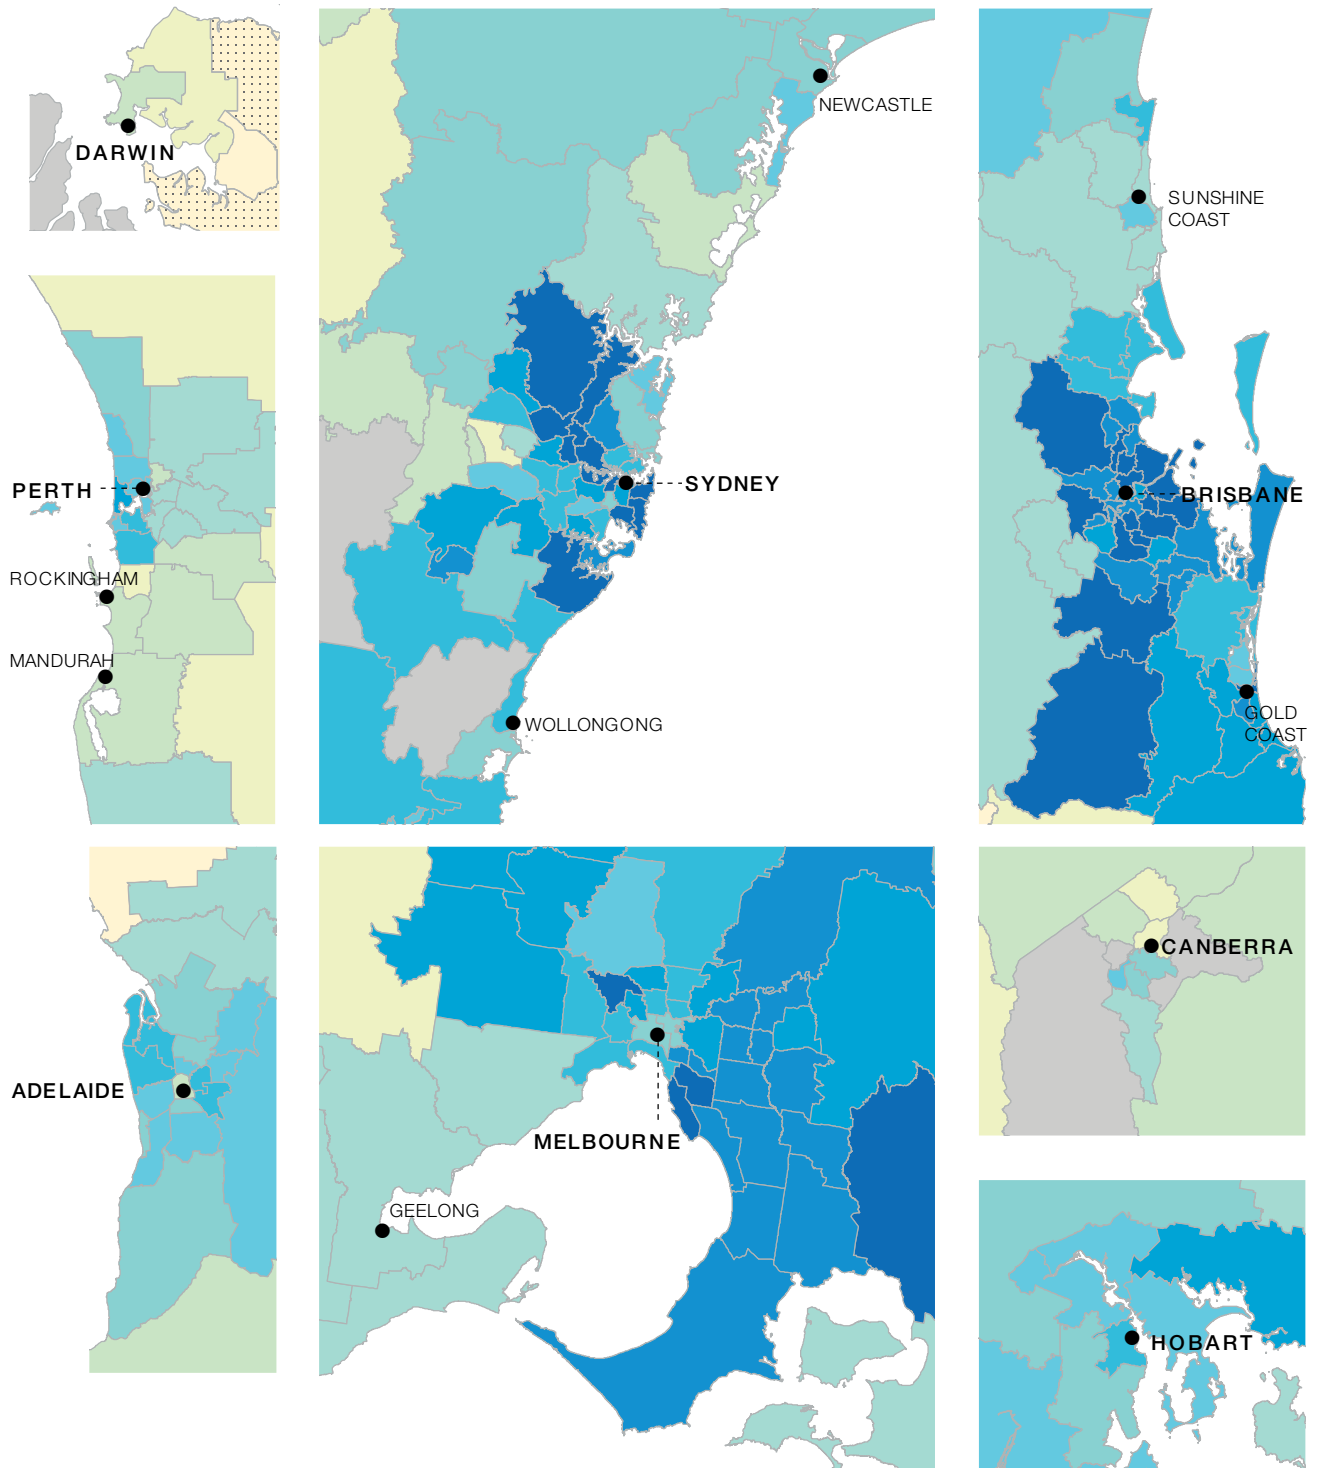 NEWCASTLE
DARWIN
SUNSHINE
COAST
PERTH
SYDNEY
BRISBANE
ROCKINGHAM
MANDURAH
WOLLONGONG
GOLD
COAST
CANBERRA
ADELAIDE
MELBOURNE
GEELONG
HOBART